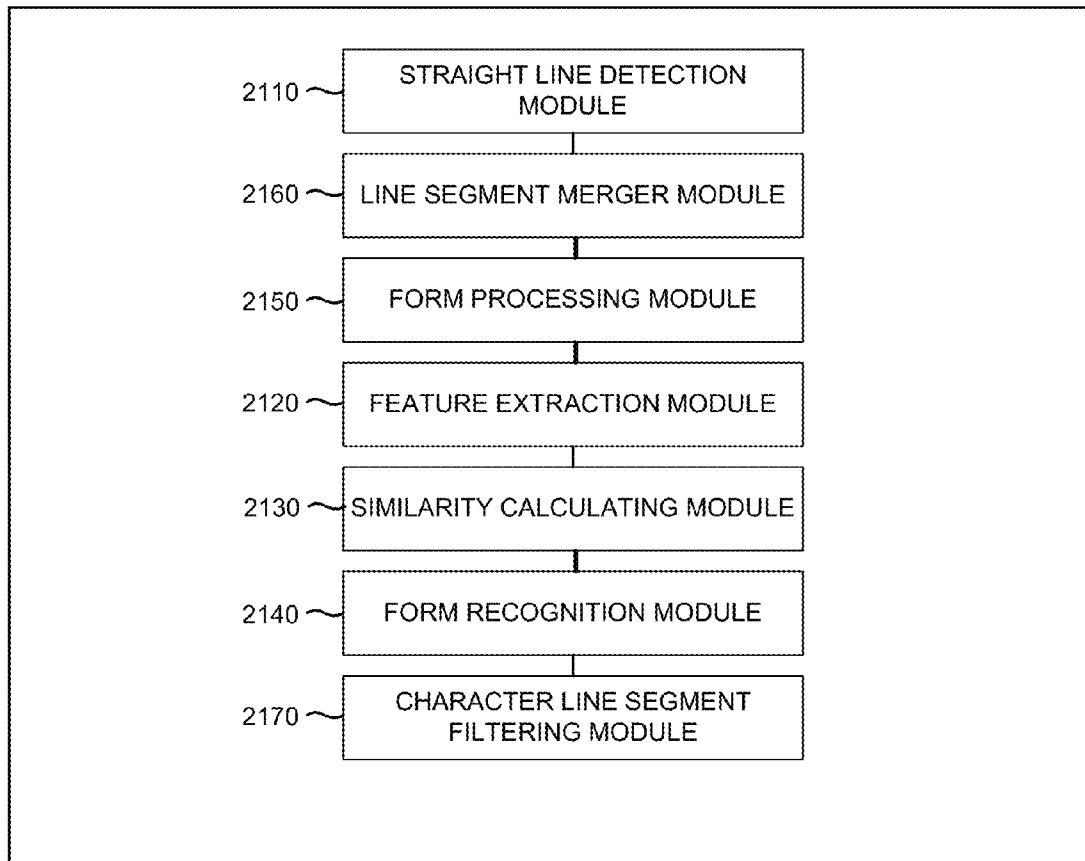 STRAIGHT LINE DETECTION
2110 MODULE
2160 LINE SEGMENT MERGER MODULE
2150 FORM PROCESSING MODULE
2120 FEATURE EXTRACTION MODULE
2130 SIMILARITY CALCULATING MODULE
2140 FORM RECOGNITION MODULE
CHARACTER LINE SEGMENT
2170 FILTERING MODULE